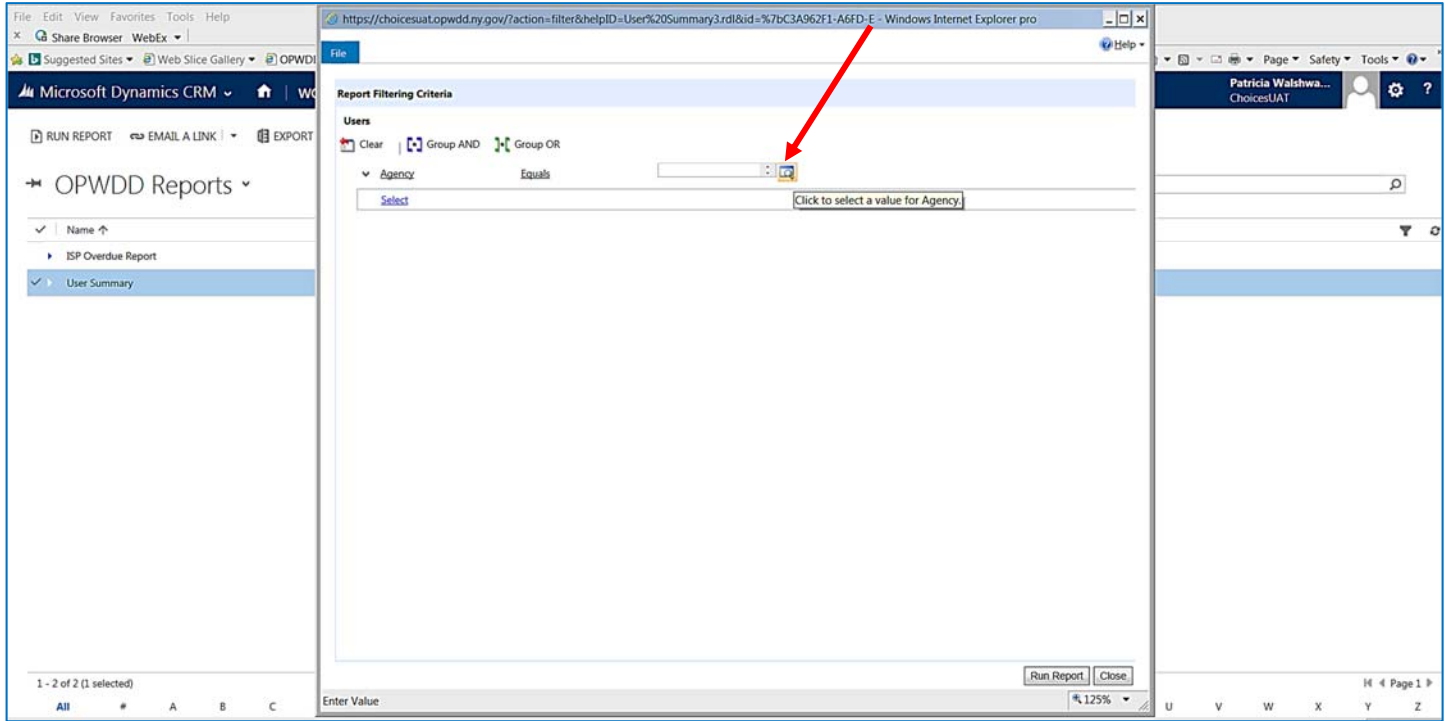 File Edit View Favorites Tools Help
× Share Browser WebEx
Suggested Sites Web Slice Gallery OPWDI
Microsoft Dynamics CRM
RUN REPORT EMAIL A LINK EXPORT
OPWDD Reports
Name
ISP Overdue Report
User Summary
1 - 2 of 2 (1 selected)
All # A B C
https://choicesuat.opwdd.ny.gov/?action=filter&helpID=User%20Summary3.rdl&id=%7bC3A962F1-A6FD-E - Windows Internet Explorer pro
File
Help
Report Filtering Criteria
Users
Clear Group AND Group OR
Agency Equals
Select
Click to select a value for Agency.
Run Report Close
Enter Value
125%
Page Safety Tools
Patricia Walshwa...
ChoicesUAT
?
Page 1
U V W X Y Z